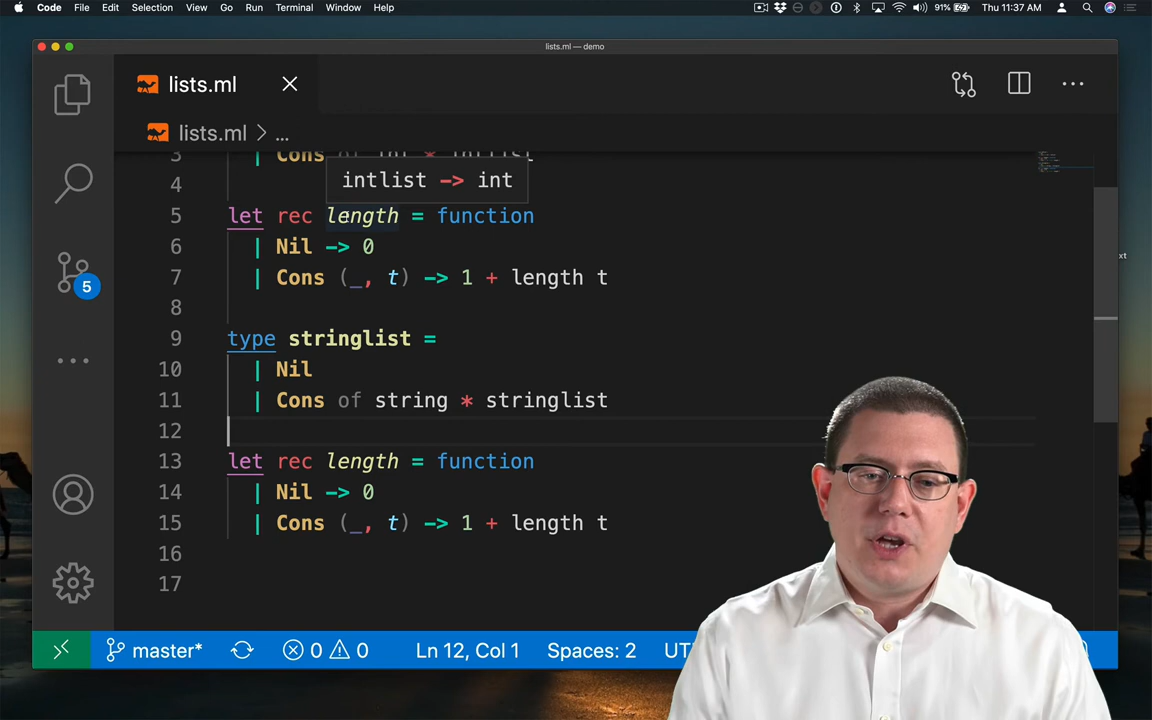 Code File Edit Selection View Go Run Terminal Window Help 91% Thu 11:37 AM
lists.ml — demo
lists.ml
lists.ml > ...
3 | Cons of int * intlist
intlist -> int
4
5 let rec length = function
6 | Nil -> 0
7 | Cons (_, t) -> 1 + length t
8
9 type stringlist =
10 | Nil
11 | Cons of string * stringlist
12
13 let rec length = function
14 | Nil -> 0
15 | Cons (_, t) -> 1 + length t
16
17
5
master* 0 0 Ln 12, Col 1 Spaces: 2